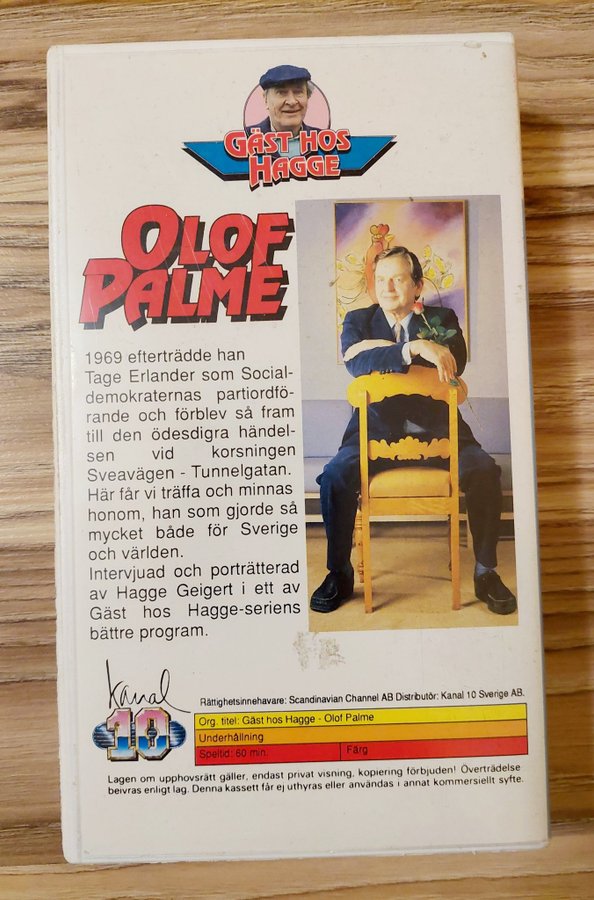 GÄST HOS
HAGGE
OLOF
PALME
1969 efterträdde han
Tage Erlander som Social-
demokraternas partiordfö-
rande och förblev så fram
till den ödesdigra händel-
sen vid korsningen
Sveavägen - Tunnelgatan.
Här får vi träffa och minnas
honom, han som gjorde så
mycket både för Sverige
och världen.
Intervjuad och porträtterad
av Hagge Geigert i ett av
Gäst hos Hagge-seriens
bättre program.
Kanal
10
Rättighetsinnehavare: Scandinavian Channel AB Distributör: Kanal 10 Sverige AB.
Org. titel: Gäst hos Hagge - Olof Palme
Underhållning
Speltid: 60 min. Färg
Lagen om upphovsrätt gäller, endast privat visning, kopiering förbjuden! Överträdelse
beivras enligt lag. Denna kassett får ej uthyras eller användas i annat kommersiellt syfte.